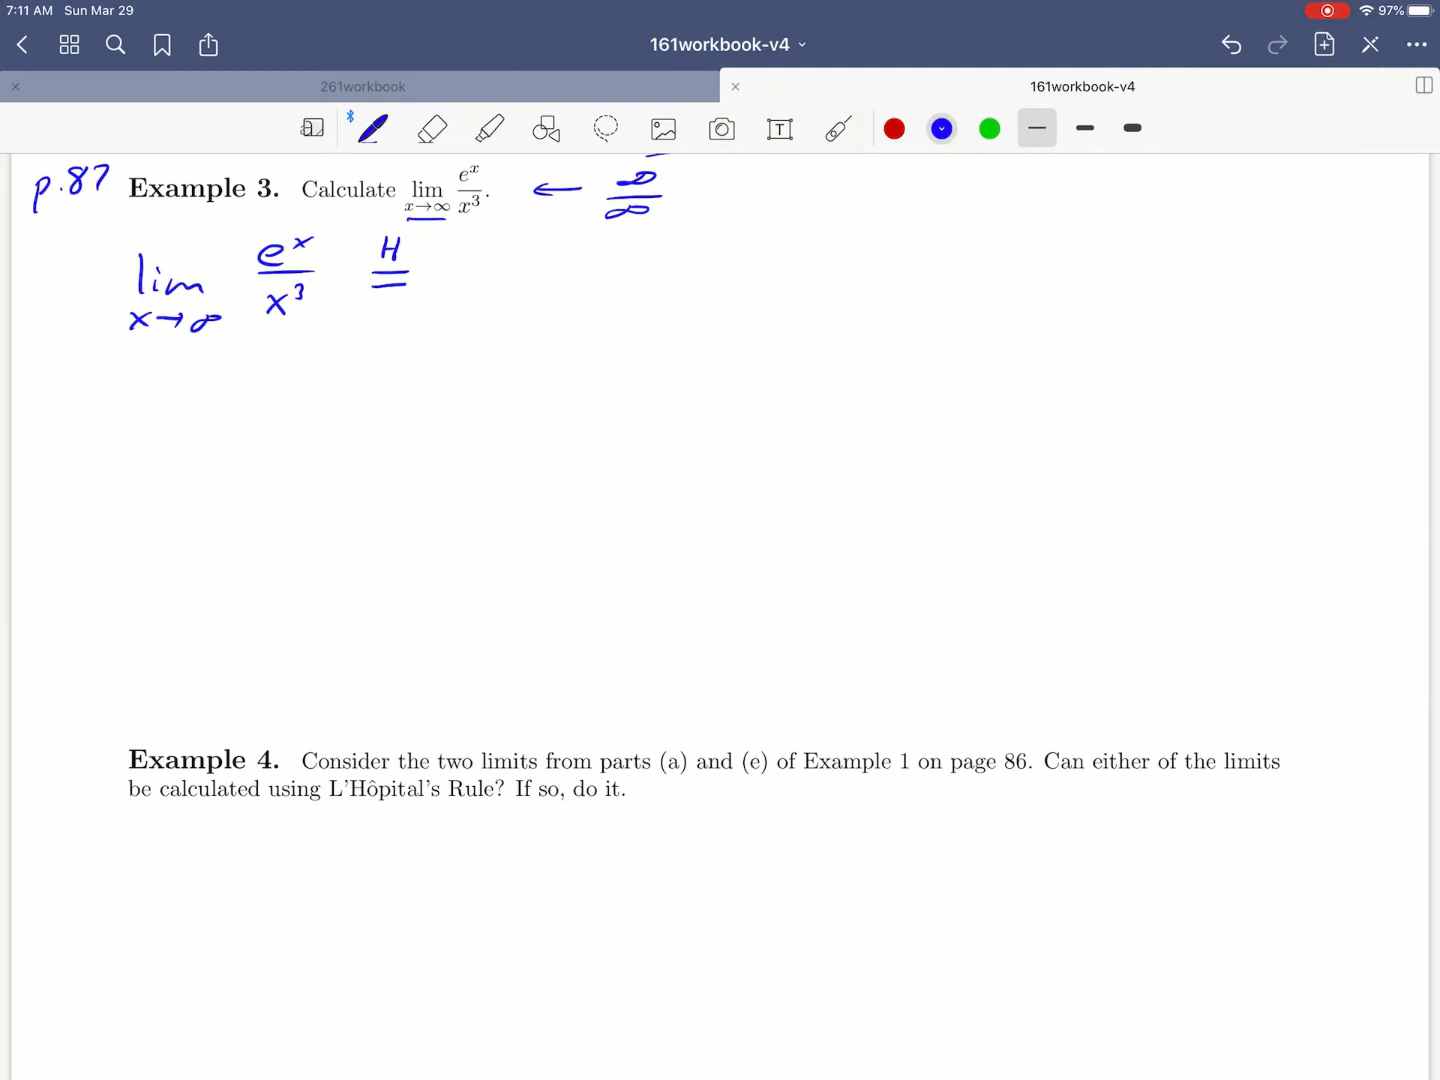 7:11 AM Sun Mar 29
97%
161workbook-v4
261workbook
161workbook-v4
p.87 Example 3. Calculate lim x→∞ e^x / x^3. ← ∞/∞
lim x→∞ e^x / x^3 H=
Example 4. Consider the two limits from parts (a) and (e) of Example 1 on page 86. Can either of the limits
be calculated using L'Hôpital's Rule? If so, do it.